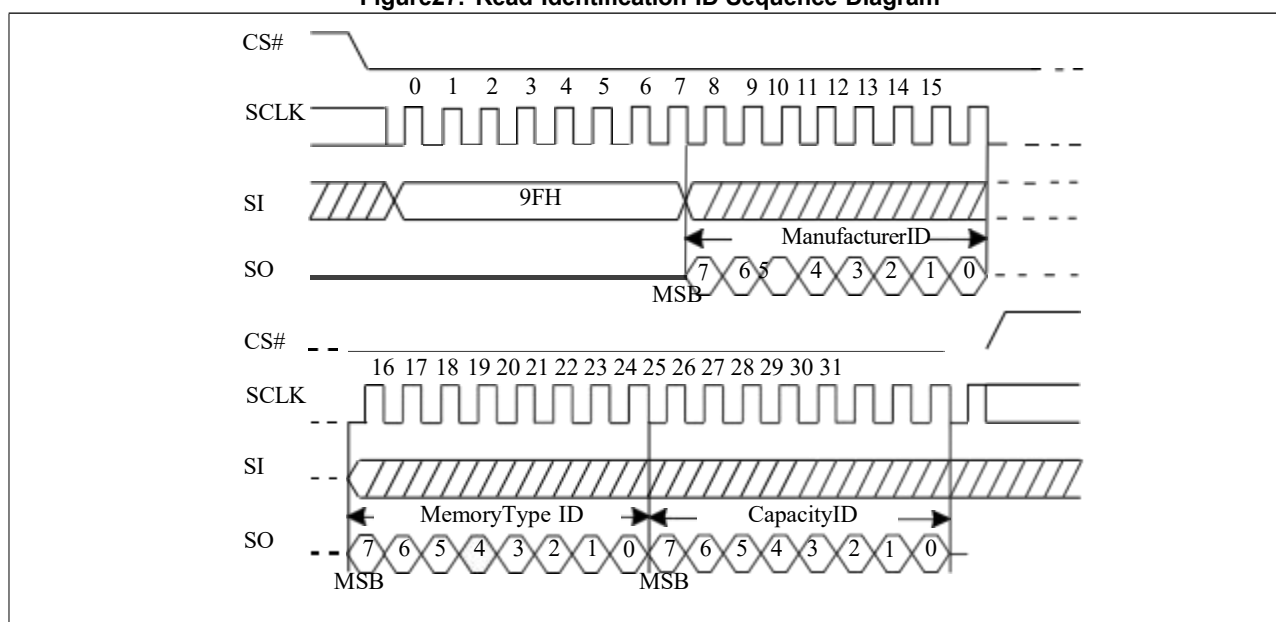 Figure27. Read Identification ID Sequence Diagram
CS#
0 1 2 3 4 5 6 7 8 9 10 11 12 13 14 15
SCLK
SI 9FH
ManufacturerID
SO 7 6 5 4 3 2 1 0
MSB
CS#
16 17 18 19 20 21 22 23 24 25 26 27 28 29 30 31
SCLK
SI
MemoryType ID CapacityID
SO 7 6 5 4 3 2 1 0 7 6 5 4 3 2 1 0
MSB MSB